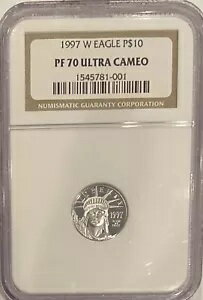 1997 W EAGLE P$10
PF 70 ULTRA CAMEO
1545781-001
NUMISMATIC GUARANTY CORPORATION
1997